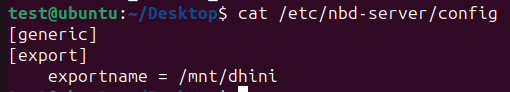 test@ubuntu:~/Desktop$ cat /etc/nbd-server/config
[generic]
[export]
    exportname = /mnt/dhini